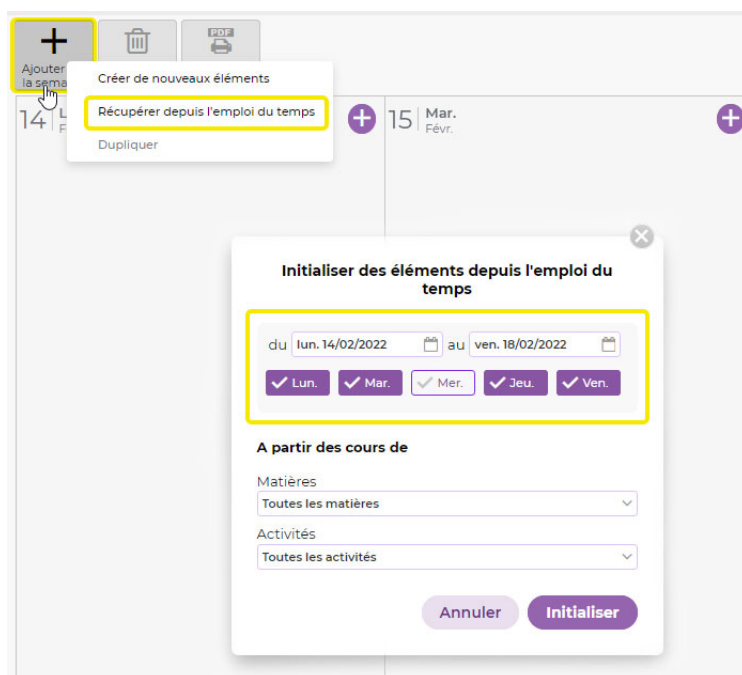 PDF
Ajouter
la sema
Créer de nouveaux éléments
Récupérer depuis l'emploi du temps
Dupliquer
14 L
F
15 Mar.
Févr.
Initialiser des éléments depuis l'emploi du
temps
du lun. 14/02/2022 au ven. 18/02/2022
Lun. Mar. Mer. Jeu. Ven.
A partir des cours de
Matières
Toutes les matières
Activités
Toutes les activités
Annuler Initialiser